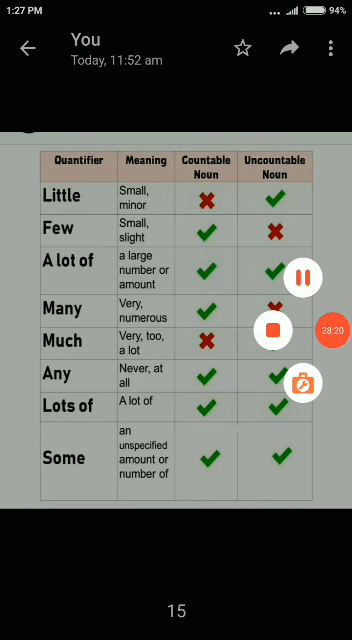 1:27 PM
94%
You
Today, 11:52 am
Quantifier Meaning Countable Noun Uncountable Noun
Little Small, minor
Few Small, slight
A lot of a large number or amount
Many Very, numerous
Much Very, too, a lot
Any Never, at all
Lots of A lot of
Some an unspecified amount or number of
28:20
15